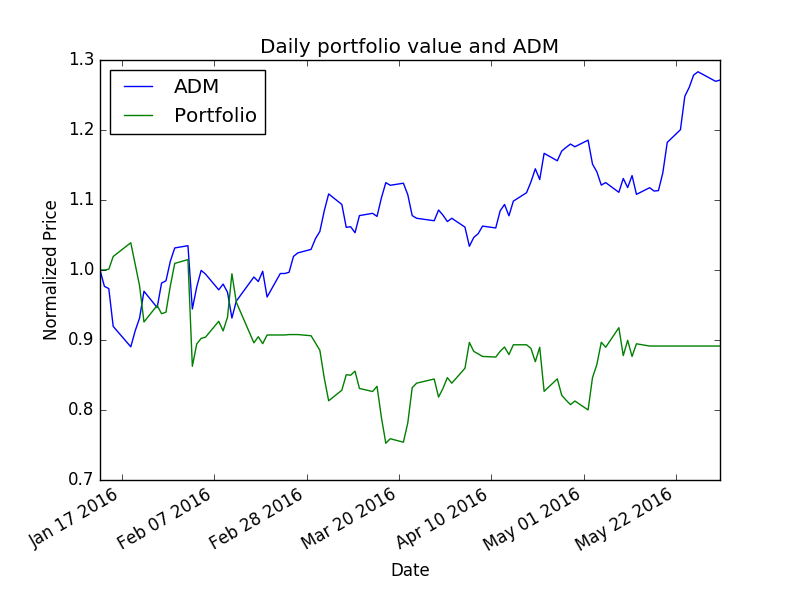 Daily portfolio value and ADM
1.3
1.2
1.1
1.0
0.9
0.8
0.7
Normalized Price
ADM
Portfolio
Jan 17 2016
Feb 07 2016
Feb 28 2016
Mar 20 2016
Apr 10 2016
May 01 2016
May 22 2016
Date